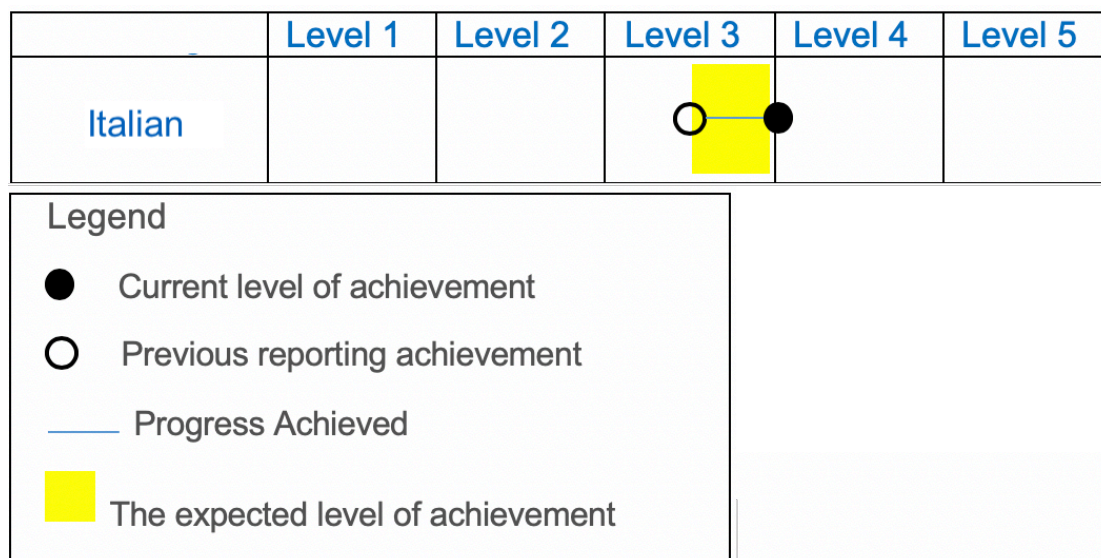 Level 1 Level 2 Level 3 Level 4 Level 5
Italian
Legend
Current level of achievement
Previous reporting achievement
Progress Achieved
The expected level of achievement